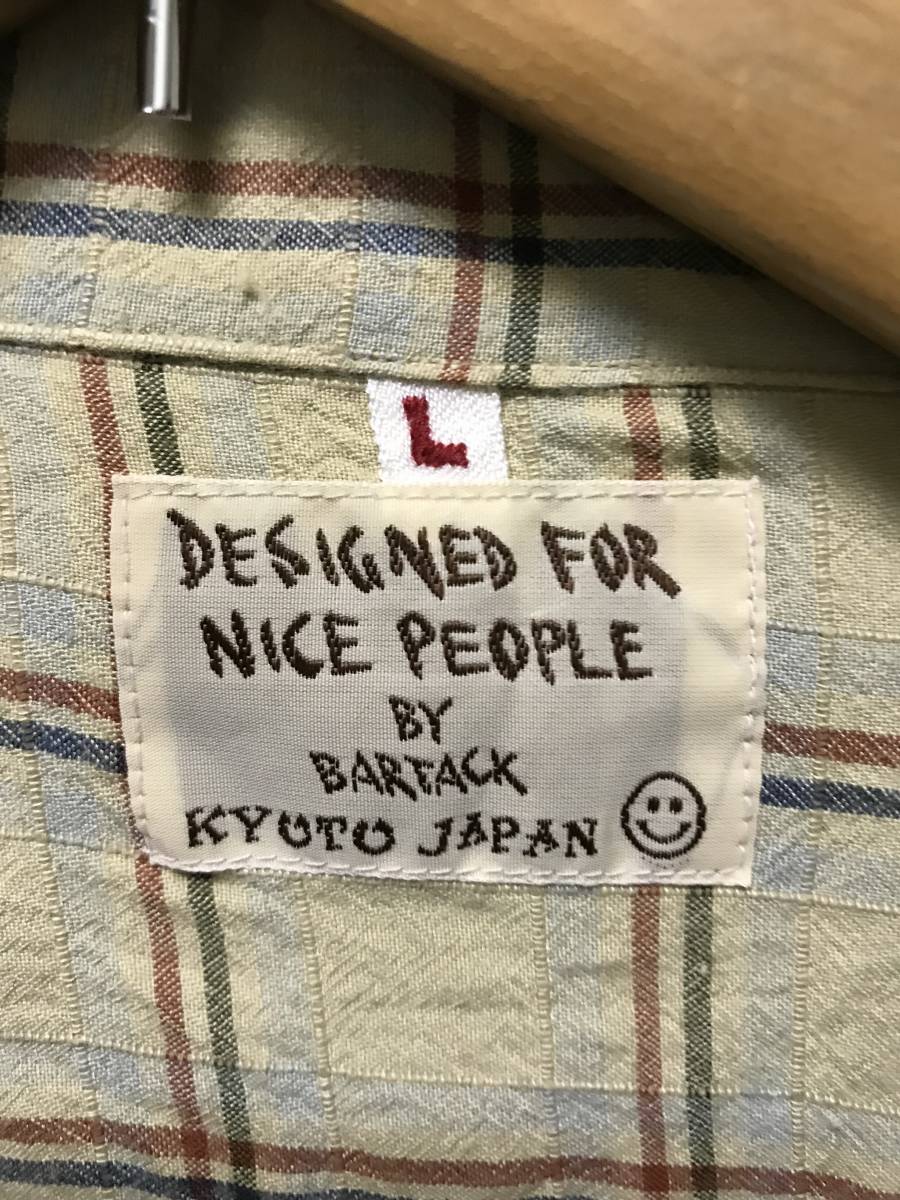 L
DESIGNED FOR
NICE PEOPLE
BY
BARTACK
KYOTO JAPAN